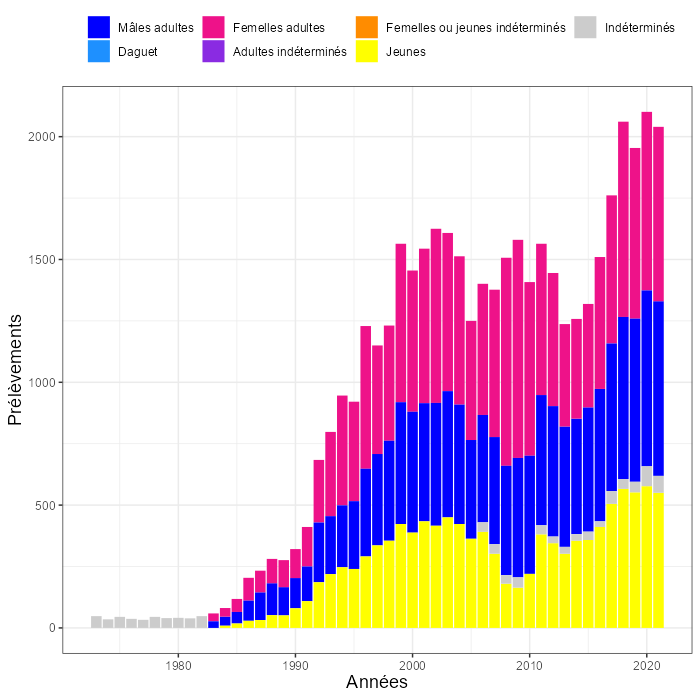 Mâles adultes Femelles adultes Femelles ou jeunes indéterminés Indéterminés
Daguet Adultes indéterminés Jeunes
2000
1500
1000
500
0
Prélèvements
1980 1990 2000 2010 2020
Années